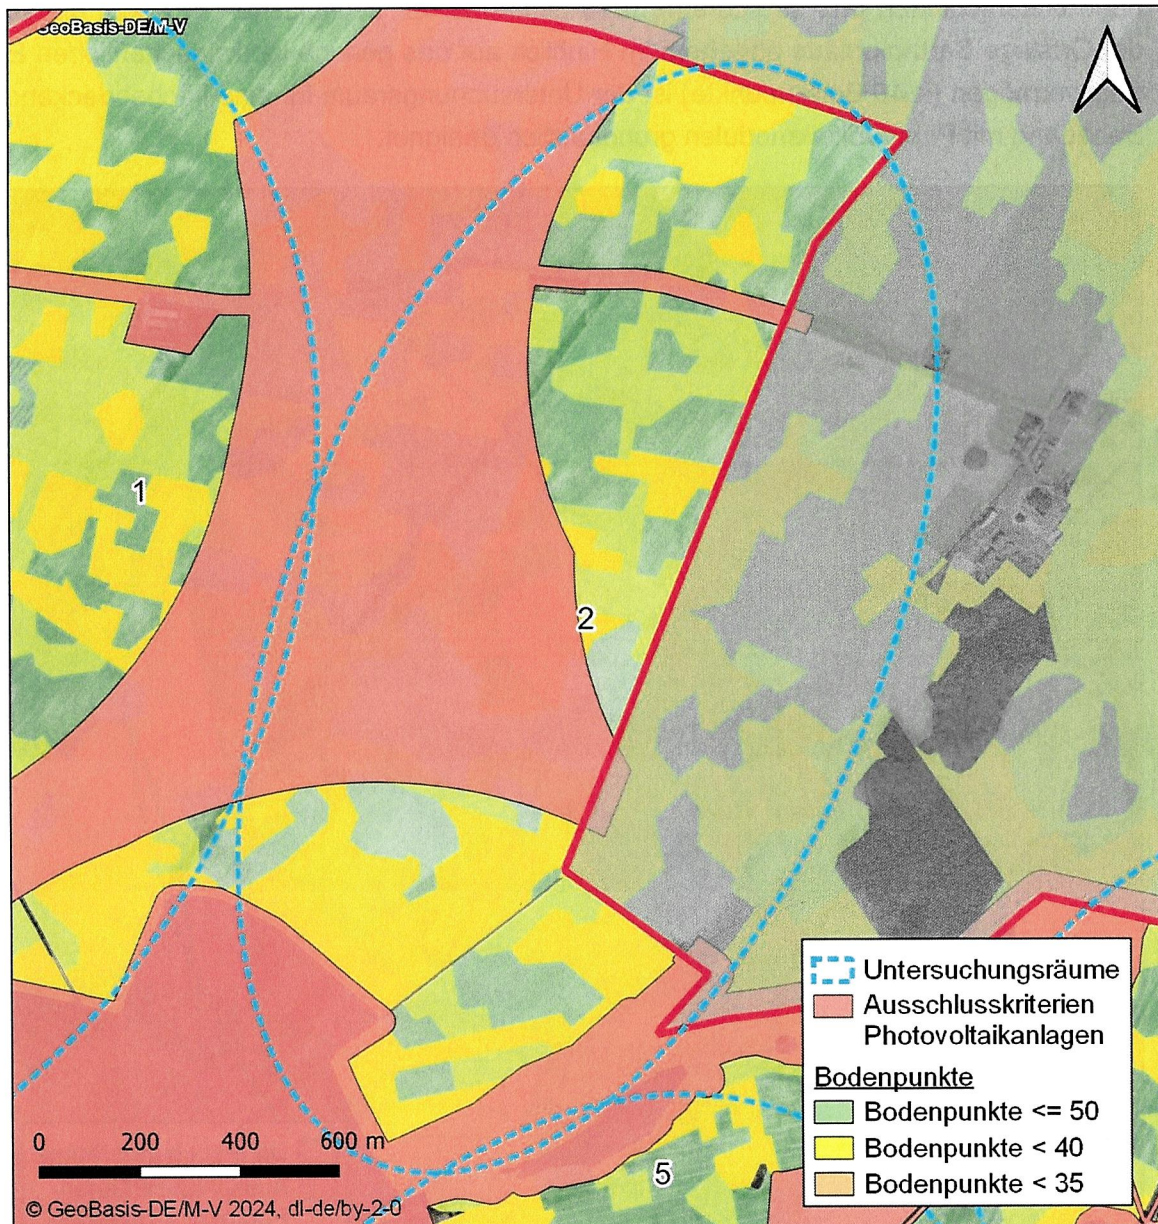 GeoBasis-DE/M-V
1
2
5
Untersuchungsräume
Ausschlusskriterien
Photovoltaikanlagen
Bodenpunkte
Bodenpunkte <= 50
Bodenpunkte < 40
Bodenpunkte < 35
0 200 400 600 m
© GeoBasis-DE/M-V 2024, dl-de/by-2-0